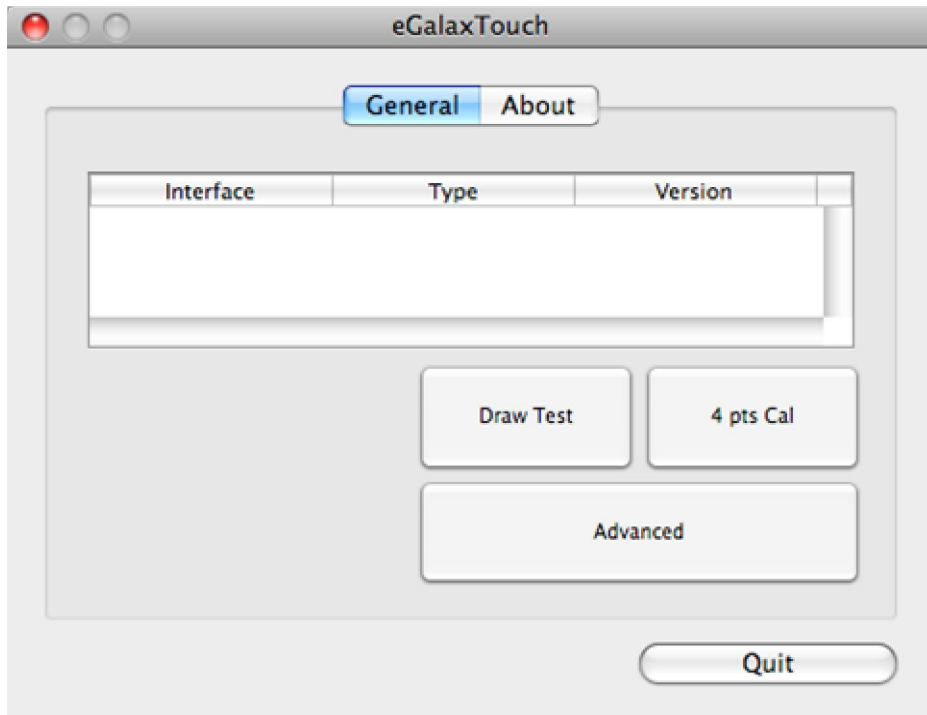 eGalaxTouch
General About
Interface Type Version
Draw Test 4 pts Cal
Advanced
Quit